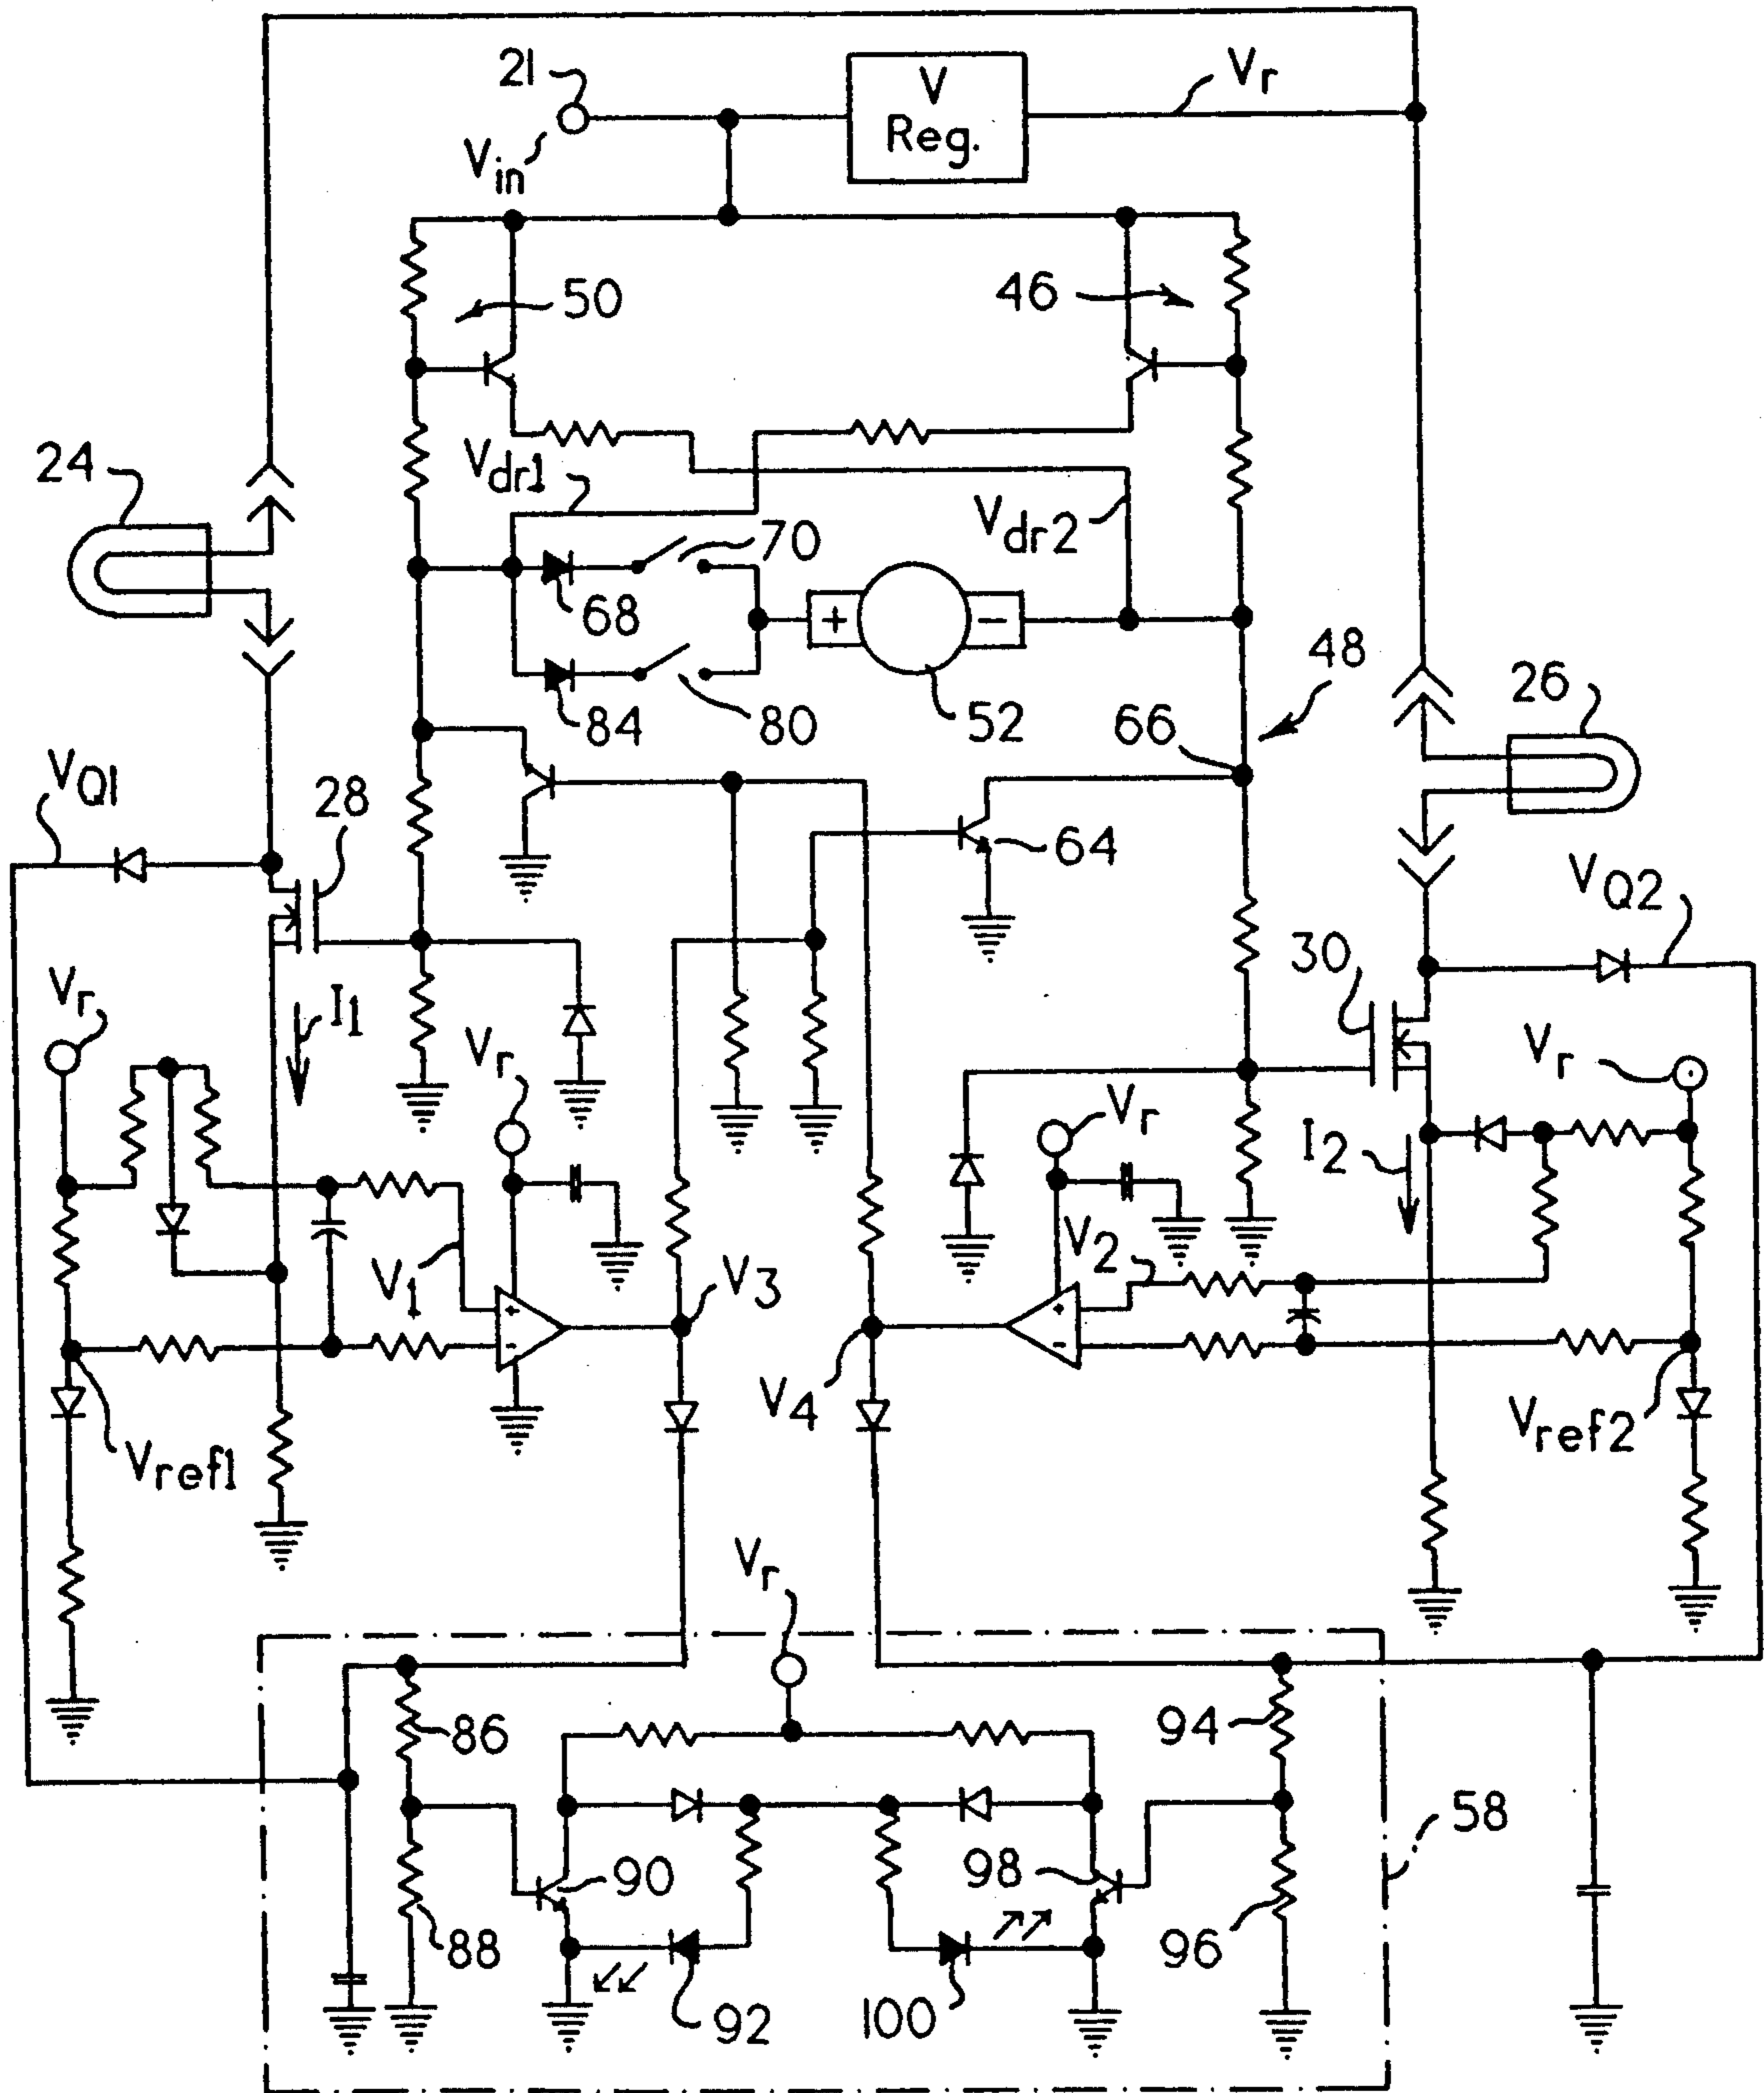 21
V
Reg.
Vr
Vin
50
46
24
Vdr1
70
Vdr2
68
+
−
48
84
80
52
66
26
VQ1
28
64
VQ2
30
Vr
I1
Vr
Vr
Vr
I2
V1
V2
+
-
V3
+
-
V4
Vref1
Vref2
Vr
86
94
58
90
98
88
96
92
100